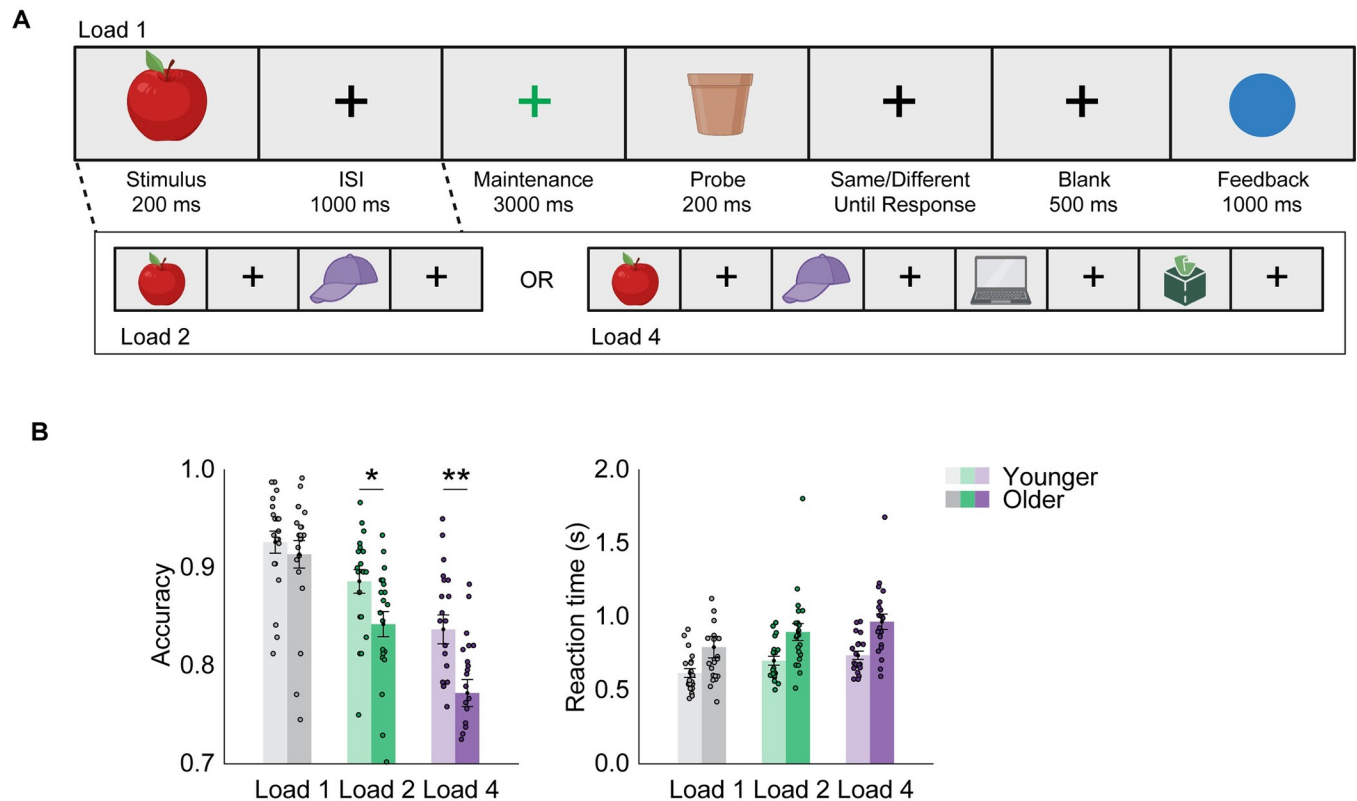 A
Load 1
Stimulus
200 ms
ISI
1000 ms
Maintenance
3000 ms
Probe
200 ms
Same/Different
Until Response
Blank
500 ms
Feedback
1000 ms
OR
Load 2
Load 4
B
Accuracy
1.0
0.9
0.8
0.7
*
**
Load 1 Load 2 Load 4
Reaction time (s)
2.0
1.5
1.0
0.5
0.0
Load 1 Load 2 Load 4
Younger
Older